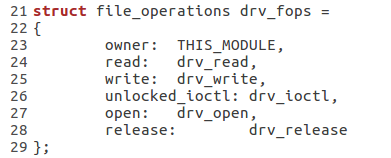 21 struct file_operations drv_fops =
22 {
23         owner:  THIS_MODULE,
24         read:   drv_read,
25         write:  drv_write,
26         unlocked_ioctl: drv_ioctl,
27         open:   drv_open,
28         release:        drv_release
29 };